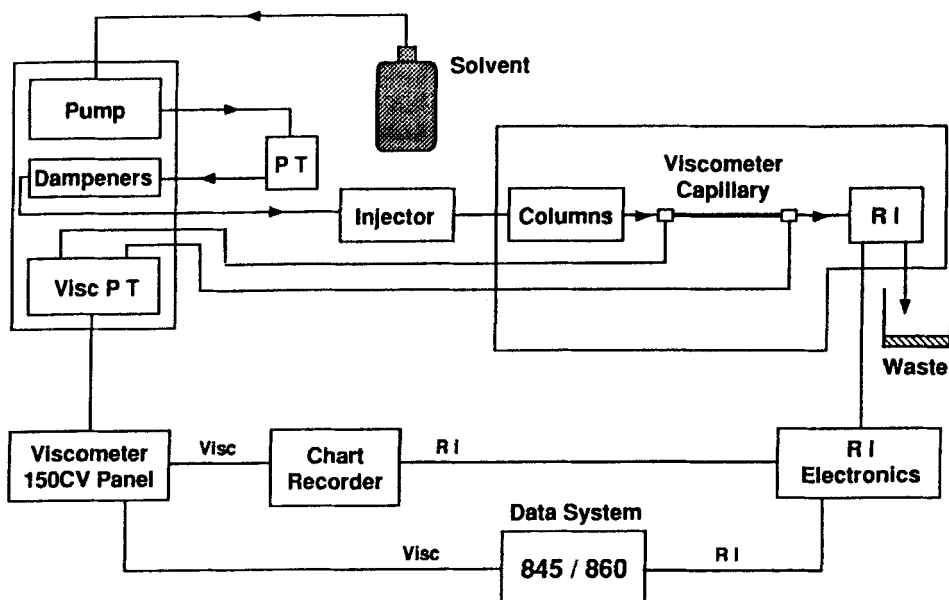 Solvent
Pump
P T
Dampeners
Injector
Columns
Viscometer
Capillary
R I
Visc P T
Waste
Viscometer
150CV Panel
Visc
Chart
Recorder
R I
R I
Electronics
Data System
Visc
845 / 860
R I